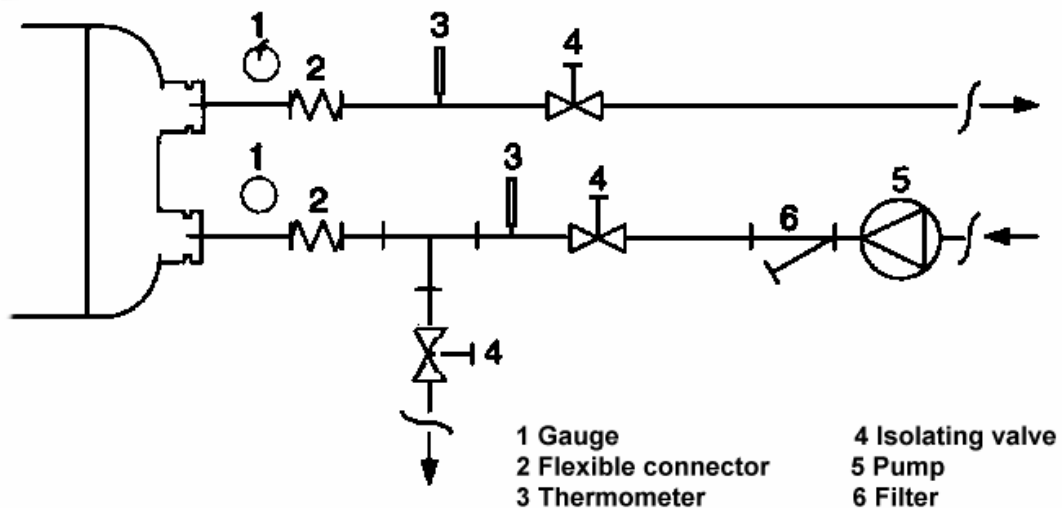 1
3
4
2
1
3
4
5
2
6
4
1 Gauge
4 Isolating valve
2 Flexible connector
5 Pump
3 Thermometer
6 Filter